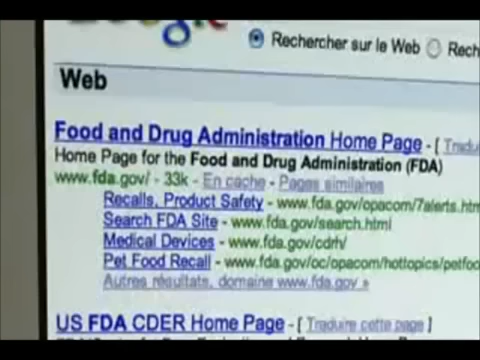 Google
Rechercher sur le Web Rech
Web
Food and Drug Administration Home Page - [ Tradu
Home Page for the Food and Drug Administration (FDA)
www.fda.gov/ - 33k - En cache - Pages similaires
Recalls, Product Safety - www.fda.gov/opacom/7alerts.htm
Search FDA Site - www.fda.gov/search.html
Medical Devices - www.fda.gov/cdrh/
Pet Food Recall - www.fda.gov/oc/opacom/hottopics/petfoo
Autres résultats, domaine www.fda.gov »
US FDA CDER Home Page - [ Traduire cette page ]